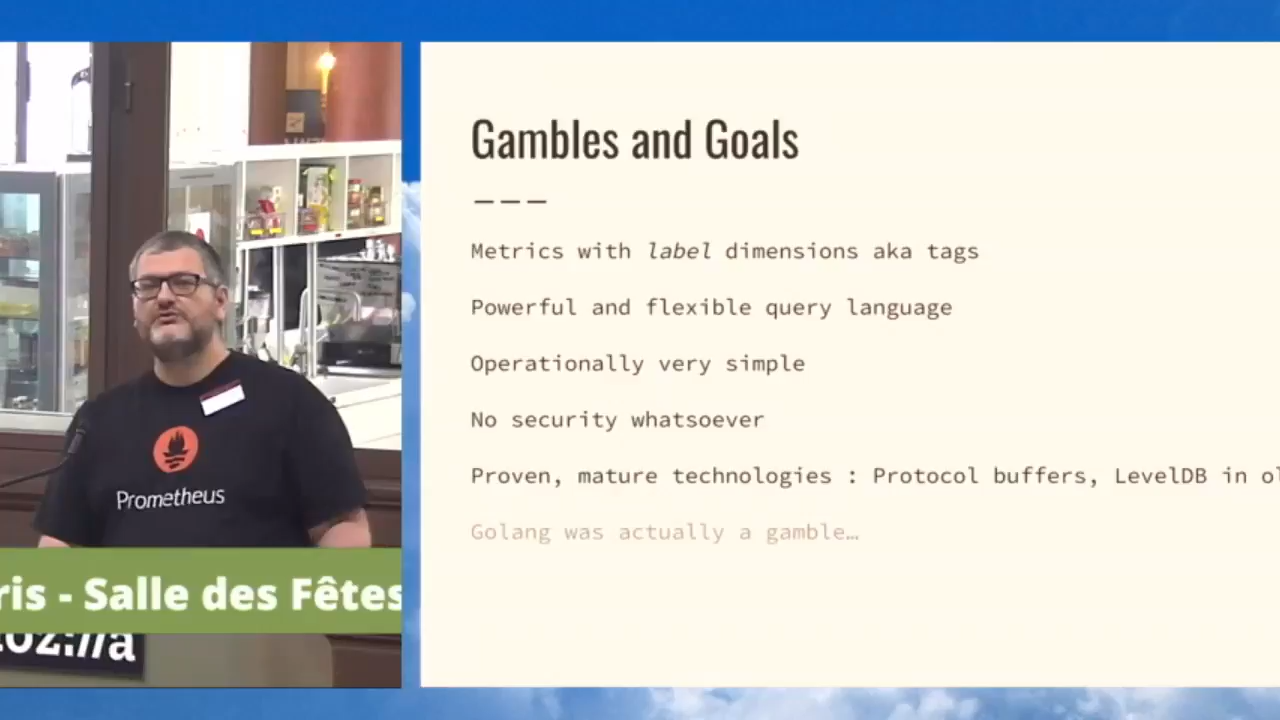 Gambles and Goals
Metrics with label dimensions aka tags
Powerful and flexible query language
Operationally very simple
No security whatsoever
Proven, mature technologies : Protocol buffers, LevelDB in
Golang was actually a gamble…
Prometheus
ris - Salle des Fêtes
moz://a